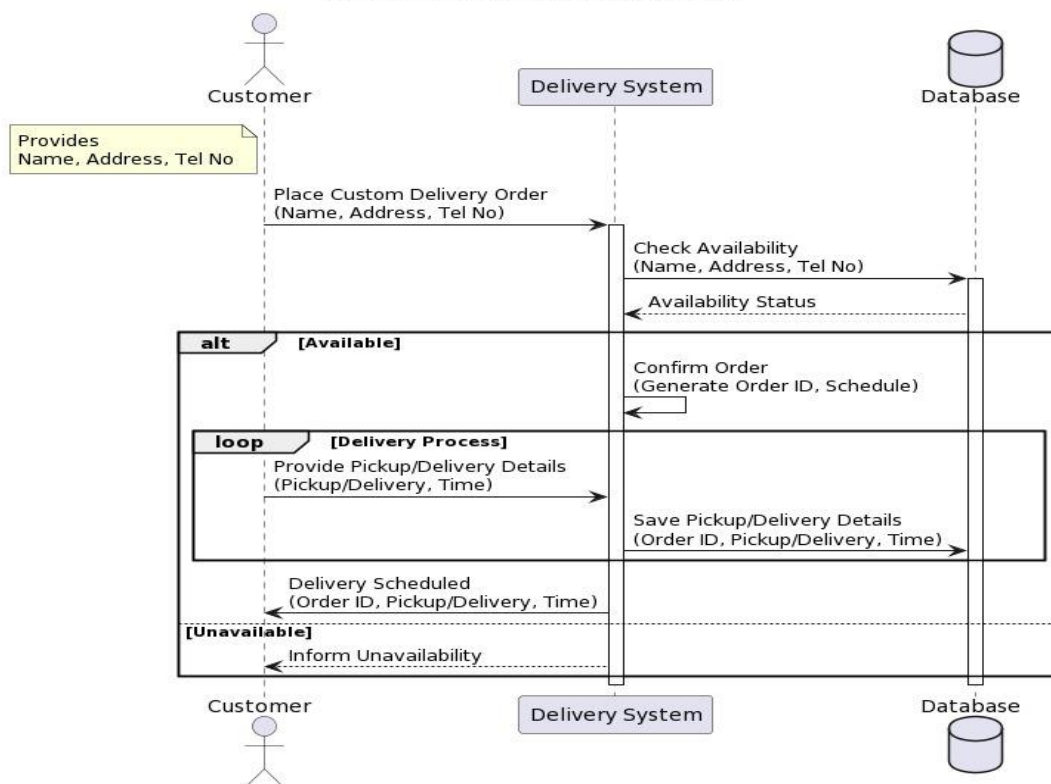 Customer
Delivery System
Database
Provides
Name, Address, Tel No
Place Custom Delivery Order
(Name, Address, Tel No)
Check Availability
(Name, Address, Tel No)
Availability Status
alt [Available]
Confirm Order
(Generate Order ID, Schedule)
loop [Delivery Process]
Provide Pickup/Delivery Details
(Pickup/Delivery, Time)
Save Pickup/Delivery Details
(Order ID, Pickup/Delivery, Time)
Delivery Scheduled
(Order ID, Pickup/Delivery, Time)
[Unavailable]
Inform Unavailability
Customer
Delivery System
Database